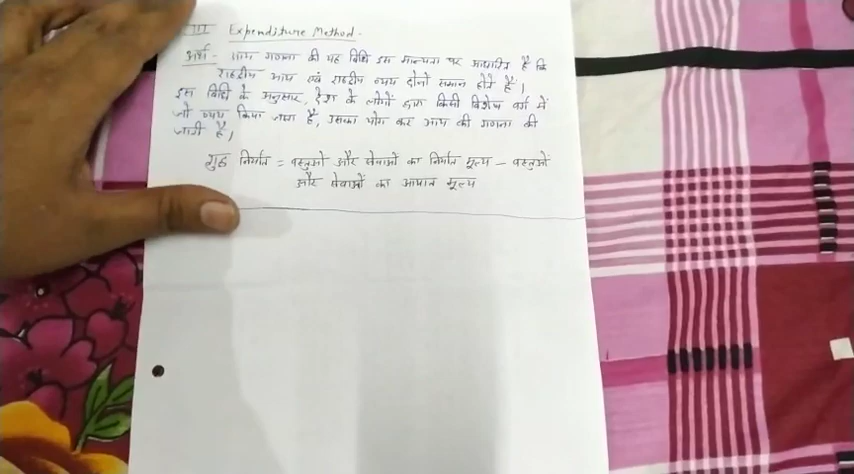 III Expenditure Method -
अर्थ - आय गणना की यह विधि इस मान्यता पर आधारित है कि
राष्ट्रीय आय एवं राष्ट्रीय व्यय दोनों समान होते हैं।
इस विधि के अनुसार, देश के लोगों द्वारा किसी विशेष वर्ग में
जो व्यय किया जाता है, उसका योग कर आय की गणना की
जाती है,
शुद्ध निर्यात = वस्तुओं और सेवाओं का निर्यात मूल्य - वस्तुओं
और सेवाओं का आयात मूल्य